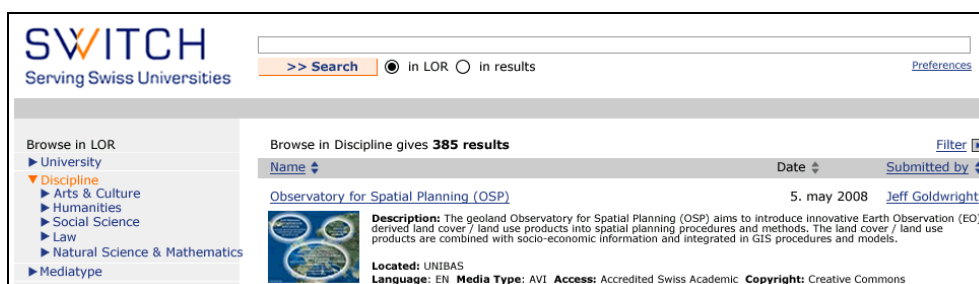 SWITCH
Serving Swiss Universities
>> Search in LOR in results Preferences
Browse in LOR
University
Discipline
Arts & Culture
Humanities
Social Science
Law
Natural Science & Mathematics
Mediatype
Browse in Discipline gives 385 results Filter
Name Date Submitted by
Observatory for Spatial Planning (OSP) 5. may 2008 Jeff Goldwright
Description: The geoland Observatory for Spatial Planning (OSP) aims to introduce innovative Earth Observation (EO)
derived land cover / land use products into spatial planning procedures and methods. The land cover / land use
products are combined with socio-economic information and integrated in GIS procedures and models.
Located: UNIBAS
Language: EN Media Type: AVI Access: Accredited Swiss Academic Copyright: Creative Commons